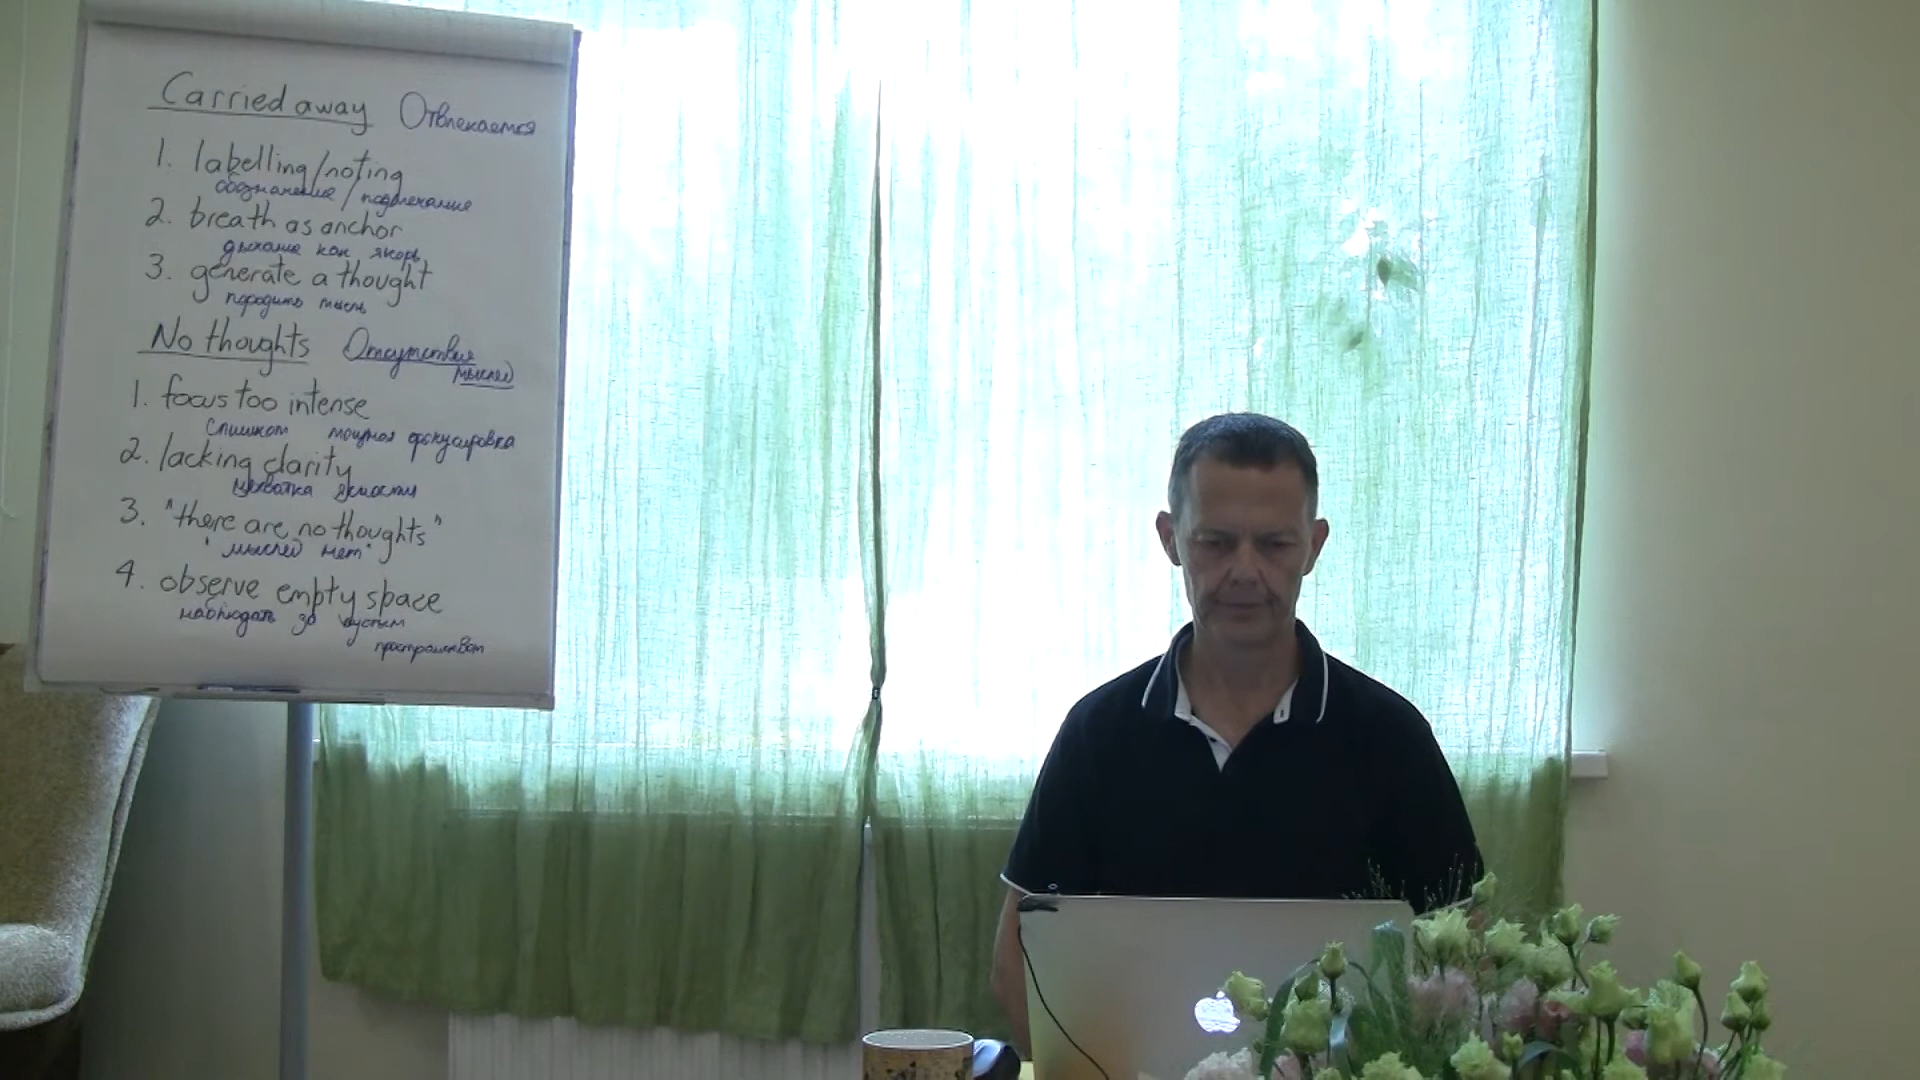 Carried away Отвлекаемся
1. labelling/noting
обозначение / подмечание
2. breath as anchor
дыхание как якорь
3. generate a thought
породить мысль
No thoughts Отсутствие
мыслей
1. focus too intense
слишком мощная фокусировка
2. lacking clarity
нехватка ясности
3. "there are no thoughts"
"мыслей нет"
4. observe empty space
наблюдать за пустым
пространством